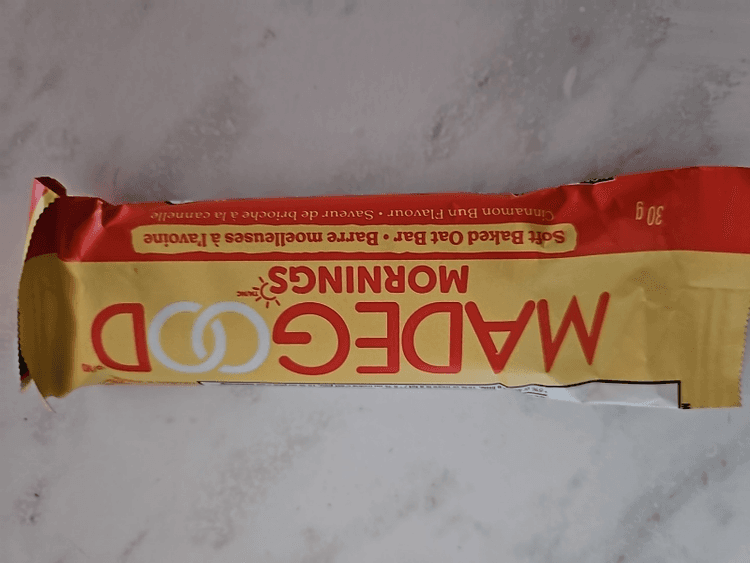 MADEGOOD
MORNINGS
Soft Baked Oat Bar • Barre moelleuses à l'avoine
Cinnamon Bun Flavour • Saveur de brioche à la cannelle
30 g